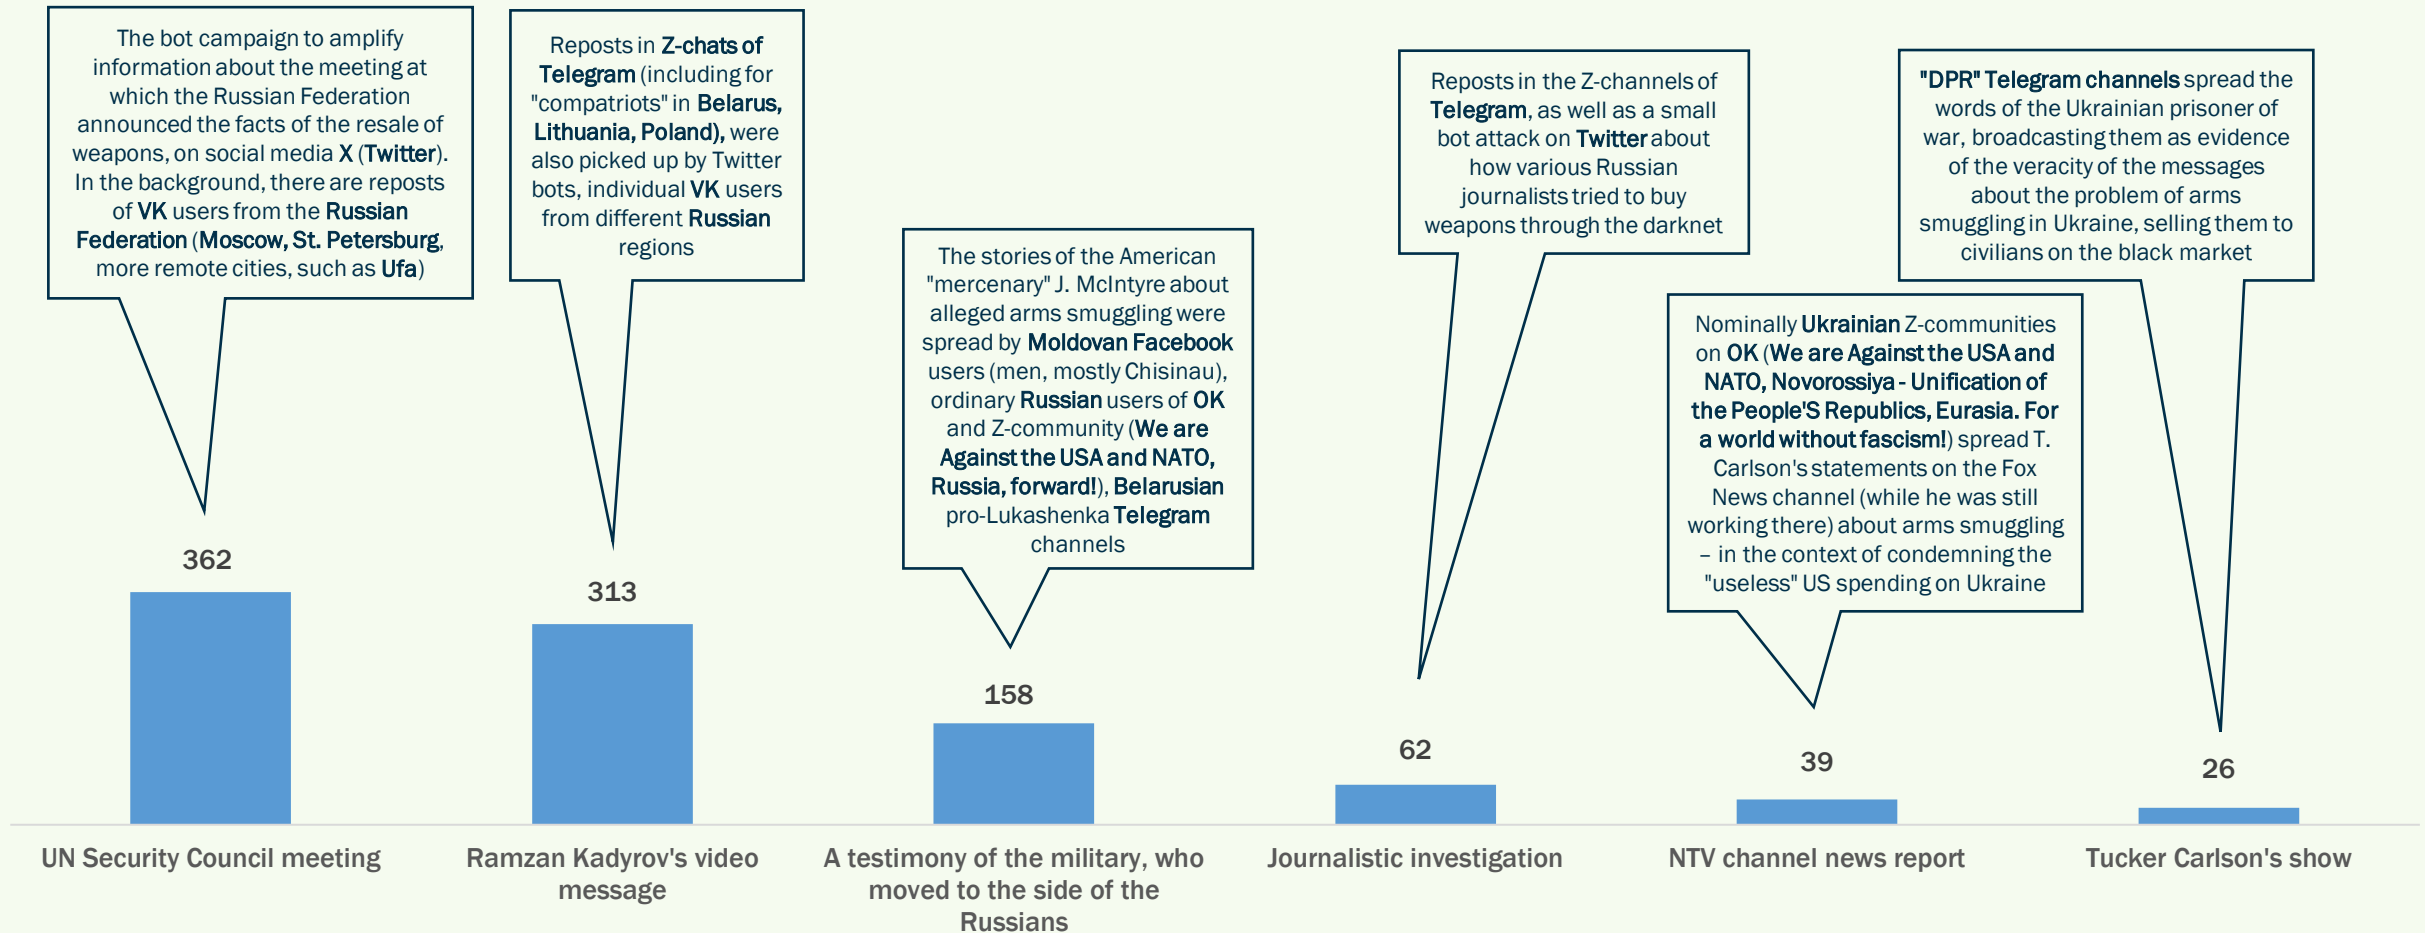 The bot campaign to amplify
information about the meeting at
which the Russian Federation
announced the facts of the resale of
weapons, on social media X (Twitter).
In the background, there are reposts
of VK users from the Russian
Federation (Moscow, St. Petersburg,
more remote cities, such as Ufa)
Reposts in Z-chats of
Telegram (including for
"compatriots" in Belarus,
Lithuania, Poland), were
also picked up by Twitter
bots, individual VK users
from different Russian
regions
The stories of the American
"mercenary" J. McIntyre about
alleged arms smuggling were
spread by Moldovan Facebook
users (men, mostly Chisinau),
ordinary Russian users of OK
and Z-community (We are
Against the USA and NATO,
Russia, forward!), Belarusian
pro-Lukashenka Telegram
channels
Reposts in the Z-channels of
Telegram, as well as a small
bot attack on Twitter about
how various Russian
journalists tried to buy
weapons through the darknet
Nominally Ukrainian Z-communities
on OK (We are Against the USA and
NATO, Novorossiya - Unification of
the People'S Republics, Eurasia. For
a world without fascism!) spread T.
Carlson's statements on the Fox
News channel (while he was still
working there) about arms smuggling
– in the context of condemning the
"useless" US spending on Ukraine
"DPR" Telegram channels spread the
words of the Ukrainian prisoner of
war, broadcasting them as evidence
of the veracity of the messages
about the problem of arms
smuggling in Ukraine, selling them to
civilians on the black market
362
313
158
62
39
26
UN Security Council meeting
Ramzan Kadyrov's video
message
A testimony of the military, who
moved to the side of the
Russians
Journalistic investigation
NTV channel news report
Tucker Carlson's show